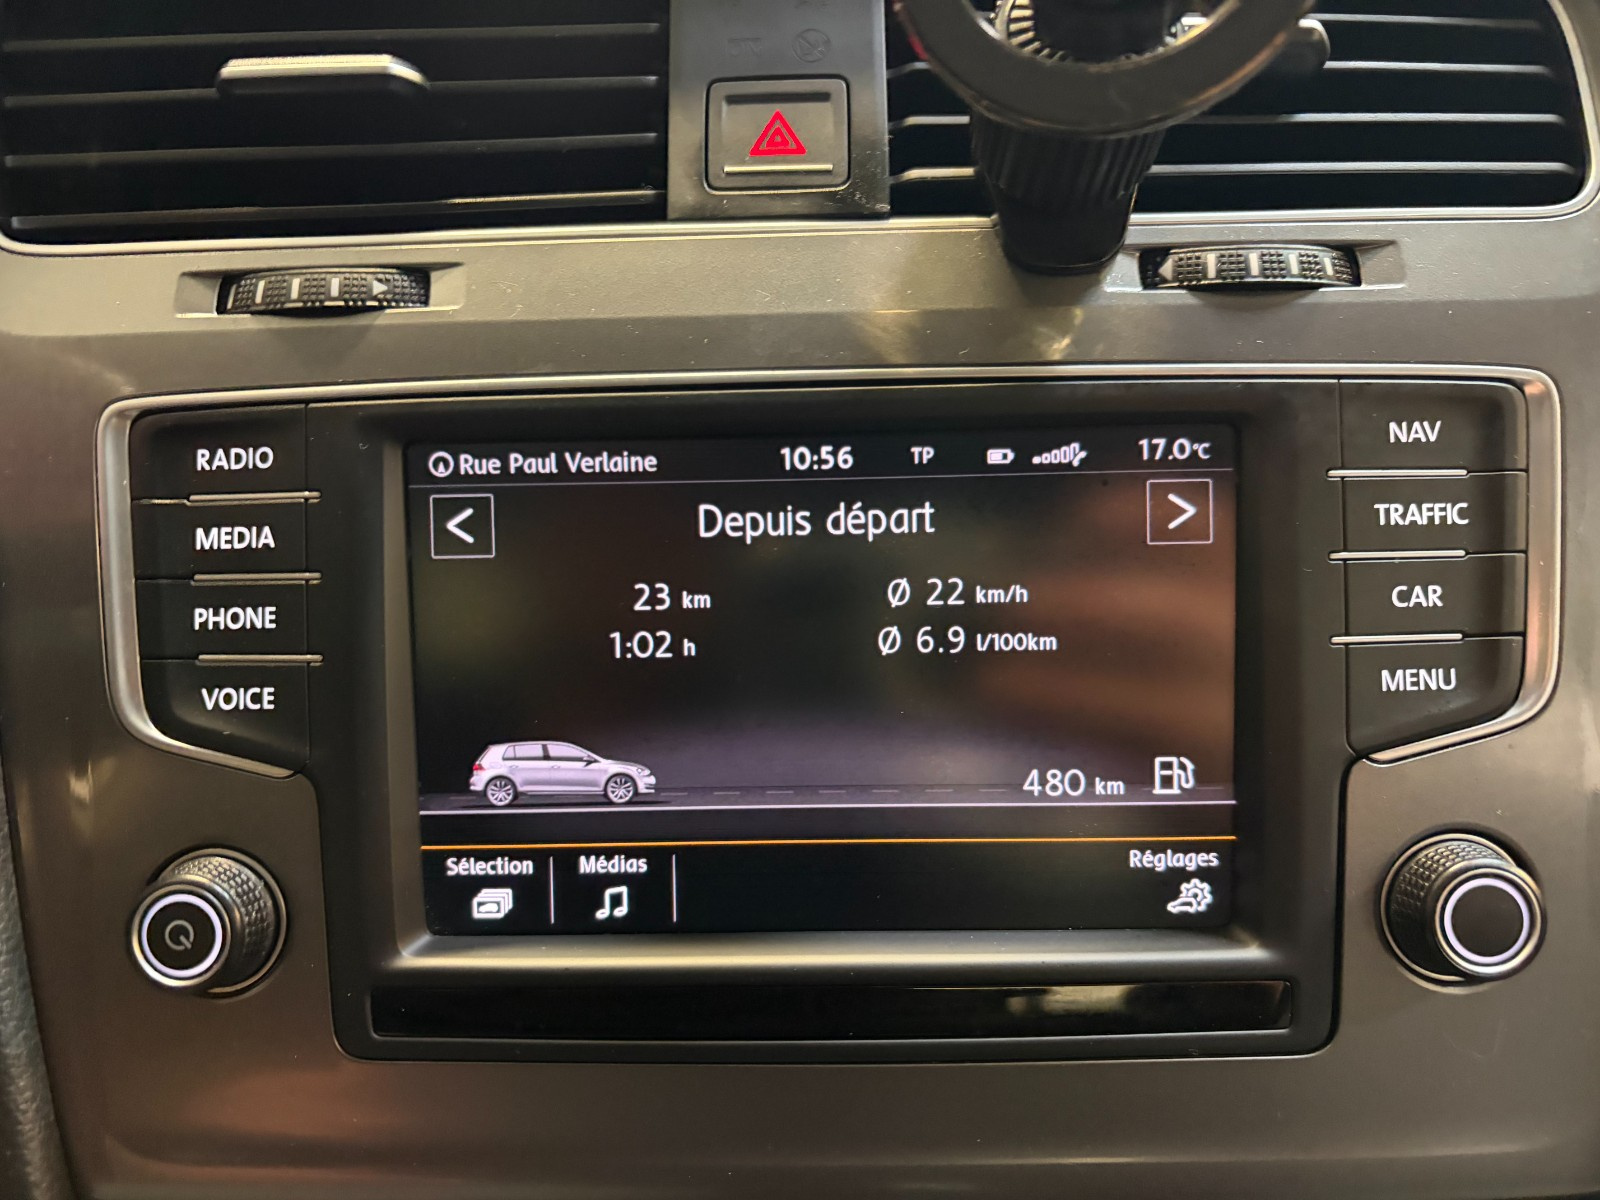 RADIO
MEDIA
PHONE
VOICE
Rue Paul Verlaine 10:56 TP 17.0°C
< Depuis départ >
23 km Ø 22 km/h
1:02 h Ø 6.9 l/100km
480 km
Sélection Médias Réglages
NAV
TRAFFIC
CAR
MENU